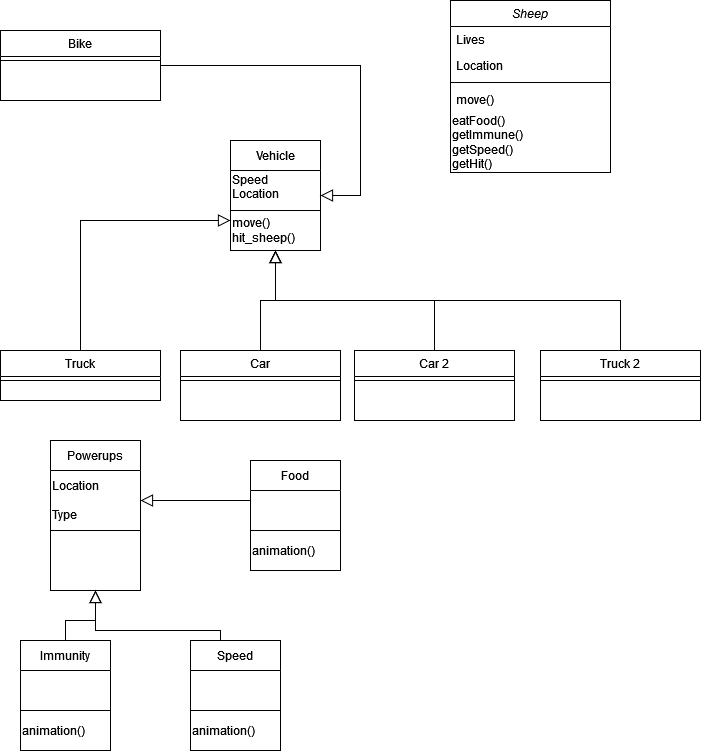 Sheep
Lives
Location
move()
eatFood()
getImmune()
getSpeed()
getHit()
Bike
Vehicle
Speed
Location
move()
hit_sheep()
Truck
Car
Car 2
Truck 2
Powerups
Location
Type
Food
animation()
Immunity
animation()
Speed
animation()